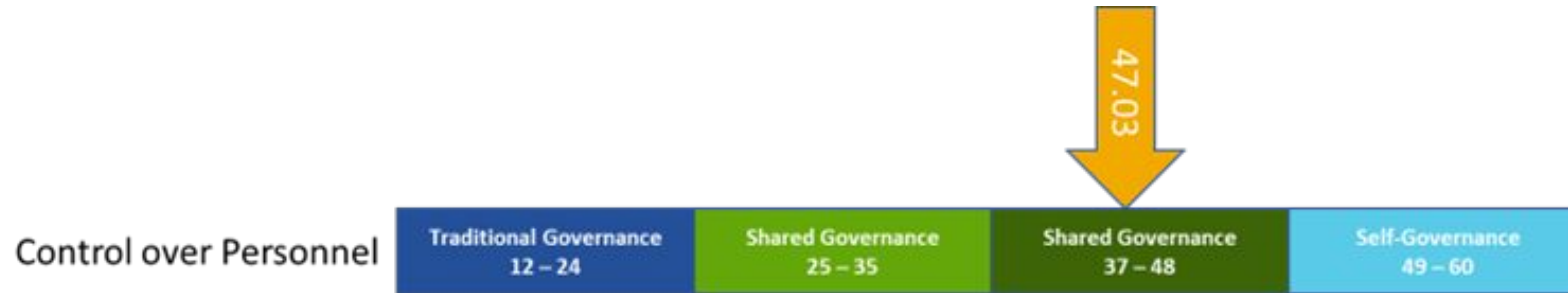 47.03
Control over Personnel
Traditional Governance
12 – 24
Shared Governance
25 – 35
Shared Governance
37 – 48
Self-Governance
49 – 60